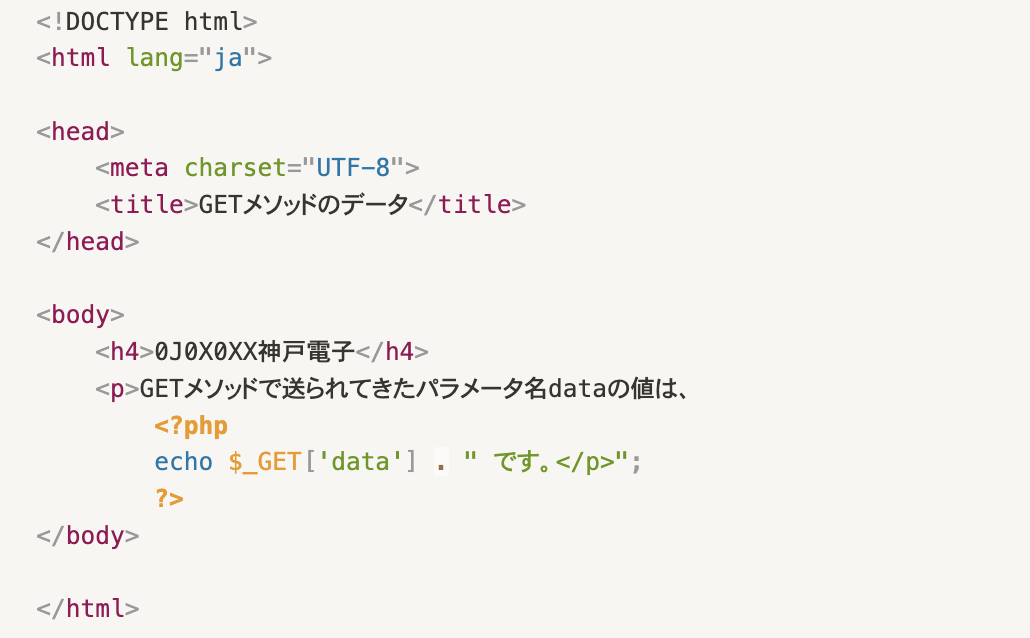 <!DOCTYPE html>
<html lang="ja">
<head>
<meta charset="UTF-8">
<title>GETメソッドのデータ</title>
</head>
<body>
<h4>0J0X0XX神戸電子</h4>
<p>GETメソッドで送られてきたパラメータ名dataの値は、
<?php
echo $_GET['data'] . " です。</p>";
?>
</body>
</html>